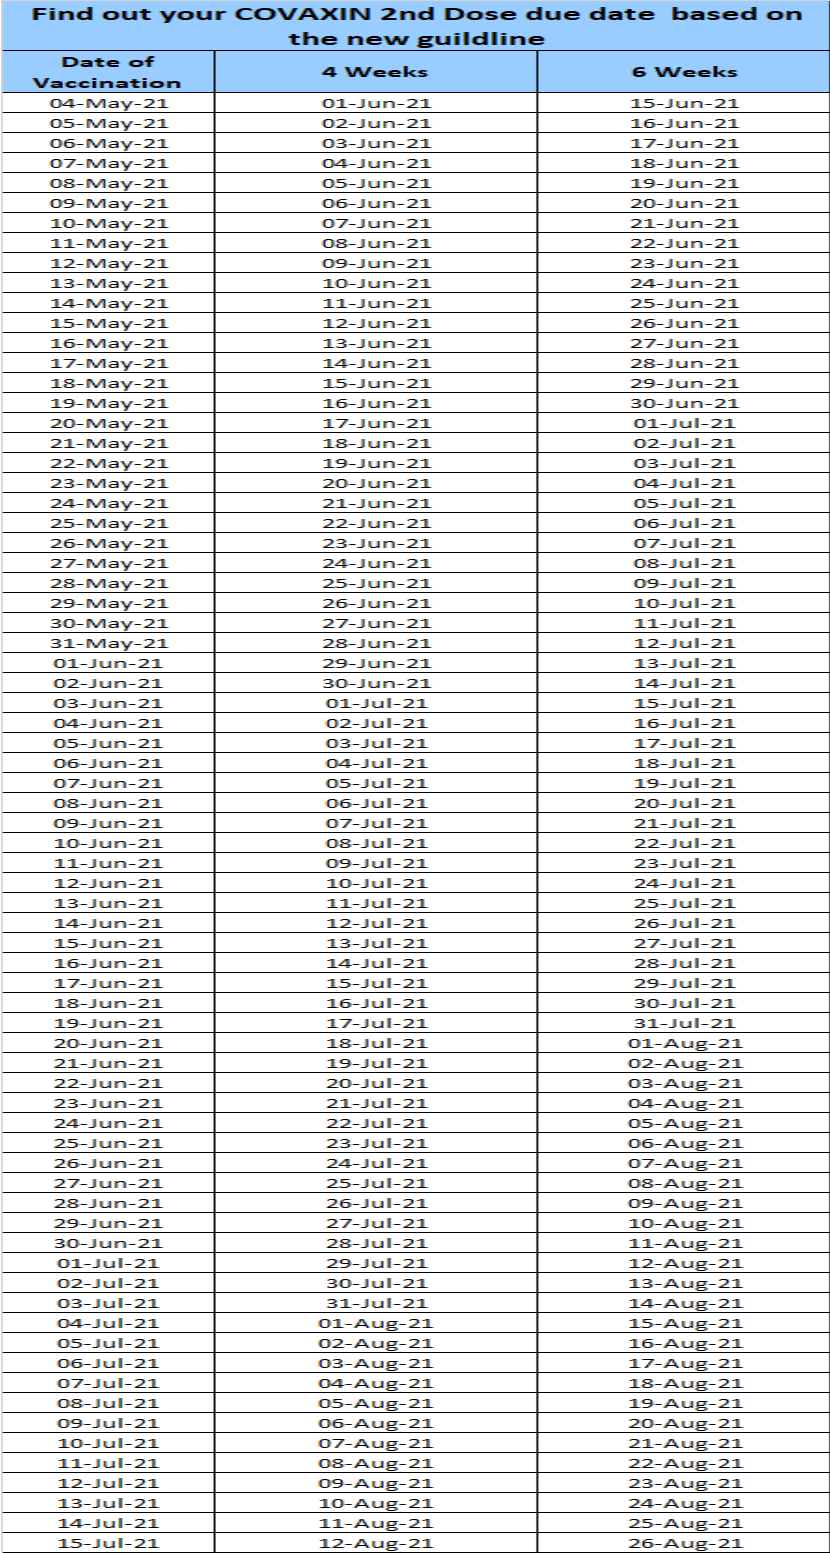 Find out your COVAXIN 2nd Dose due date  based on
the new guildline
Date of
Vaccination
4 Weeks
6 Weeks
04-May-21 01-Jun-21 15-Jun-21
05-May-21 02-Jun-21 16-Jun-21
06-May-21 03-Jun-21 17-Jun-21
07-May-21 04-Jun-21 18-Jun-21
08-May-21 05-Jun-21 19-Jun-21
09-May-21 06-Jun-21 20-Jun-21
10-May-21 07-Jun-21 21-Jun-21
11-May-21 08-Jun-21 22-Jun-21
12-May-21 09-Jun-21 23-Jun-21
13-May-21 10-Jun-21 24-Jun-21
14-May-21 11-Jun-21 25-Jun-21
15-May-21 12-Jun-21 26-Jun-21
16-May-21 13-Jun-21 27-Jun-21
17-May-21 14-Jun-21 28-Jun-21
18-May-21 15-Jun-21 29-Jun-21
19-May-21 16-Jun-21 30-Jun-21
20-May-21 17-Jun-21 01-Jul-21
21-May-21 18-Jun-21 02-Jul-21
22-May-21 19-Jun-21 03-Jul-21
23-May-21 20-Jun-21 04-Jul-21
24-May-21 21-Jun-21 05-Jul-21
25-May-21 22-Jun-21 06-Jul-21
26-May-21 23-Jun-21 07-Jul-21
27-May-21 24-Jun-21 08-Jul-21
28-May-21 25-Jun-21 09-Jul-21
29-May-21 26-Jun-21 10-Jul-21
30-May-21 27-Jun-21 11-Jul-21
31-May-21 28-Jun-21 12-Jul-21
01-Jun-21 29-Jun-21 13-Jul-21
02-Jun-21 30-Jun-21 14-Jul-21
03-Jun-21 01-Jul-21 15-Jul-21
04-Jun-21 02-Jul-21 16-Jul-21
05-Jun-21 03-Jul-21 17-Jul-21
06-Jun-21 04-Jul-21 18-Jul-21
07-Jun-21 05-Jul-21 19-Jul-21
08-Jun-21 06-Jul-21 20-Jul-21
09-Jun-21 07-Jul-21 21-Jul-21
10-Jun-21 08-Jul-21 22-Jul-21
11-Jun-21 09-Jul-21 23-Jul-21
12-Jun-21 10-Jul-21 24-Jul-21
13-Jun-21 11-Jul-21 25-Jul-21
14-Jun-21 12-Jul-21 26-Jul-21
15-Jun-21 13-Jul-21 27-Jul-21
16-Jun-21 14-Jul-21 28-Jul-21
17-Jun-21 15-Jul-21 29-Jul-21
18-Jun-21 16-Jul-21 30-Jul-21
19-Jun-21 17-Jul-21 31-Jul-21
20-Jun-21 18-Jul-21 01-Aug-21
21-Jun-21 19-Jul-21 02-Aug-21
22-Jun-21 20-Jul-21 03-Aug-21
23-Jun-21 21-Jul-21 04-Aug-21
24-Jun-21 22-Jul-21 05-Aug-21
25-Jun-21 23-Jul-21 06-Aug-21
26-Jun-21 24-Jul-21 07-Aug-21
27-Jun-21 25-Jul-21 08-Aug-21
28-Jun-21 26-Jul-21 09-Aug-21
29-Jun-21 27-Jul-21 10-Aug-21
30-Jun-21 28-Jul-21 11-Aug-21
01-Jul-21 29-Jul-21 12-Aug-21
02-Jul-21 30-Jul-21 13-Aug-21
03-Jul-21 31-Jul-21 14-Aug-21
04-Jul-21 01-Aug-21 15-Aug-21
05-Jul-21 02-Aug-21 16-Aug-21
06-Jul-21 03-Aug-21 17-Aug-21
07-Jul-21 04-Aug-21 18-Aug-21
08-Jul-21 05-Aug-21 19-Aug-21
09-Jul-21 06-Aug-21 20-Aug-21
10-Jul-21 07-Aug-21 21-Aug-21
11-Jul-21 08-Aug-21 22-Aug-21
12-Jul-21 09-Aug-21 23-Aug-21
13-Jul-21 10-Aug-21 24-Aug-21
14-Jul-21 11-Aug-21 25-Aug-21
15-Jul-21 12-Aug-21 26-Aug-21